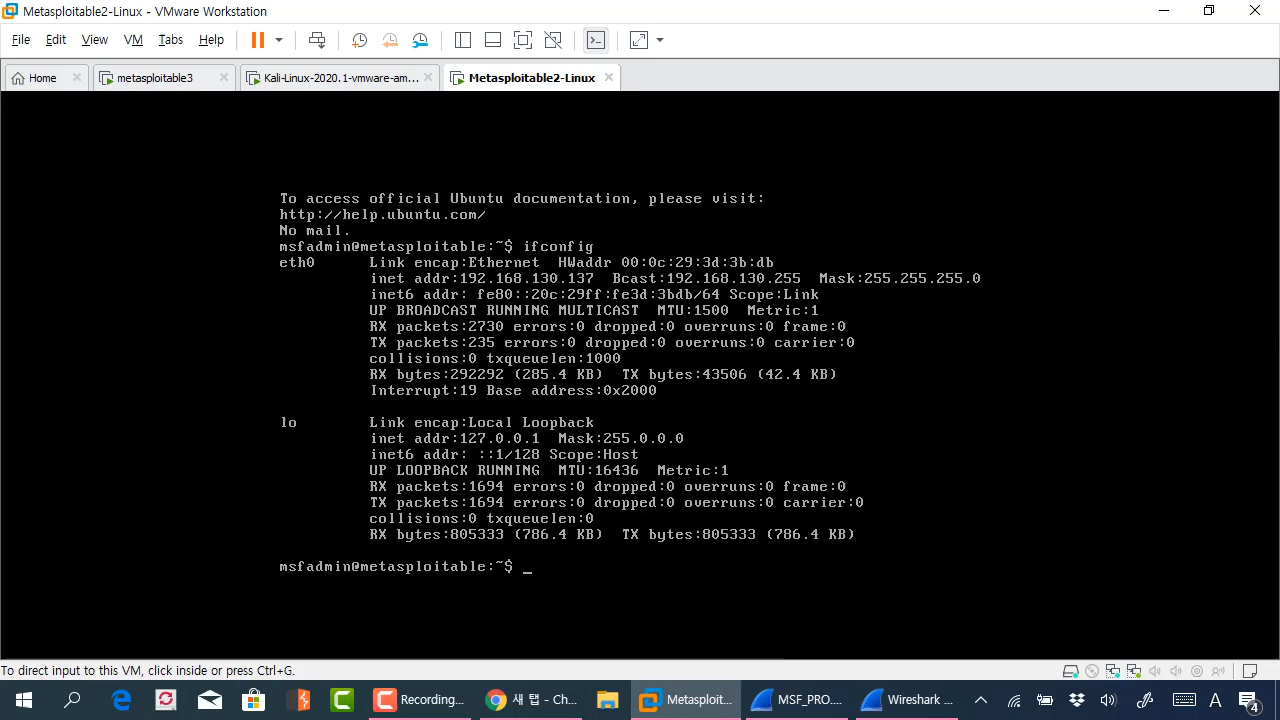 Metasploitable2-Linux - VMware Workstation
File Edit View VM Tabs Help
Home metasploitable3 Kali-Linux-2020.1-vmware-am... Metasploitable2-Linux
To access official Ubuntu documentation, please visit:
http://help.ubuntu.com/
No mail.
msfadmin@metasploitable:~$ ifconfig
eth0 Link encap:Ethernet HWaddr 00:0c:29:3d:3b:db
inet addr:192.168.130.137 Bcast:192.168.130.255 Mask:255.255.255.0
inet6 addr: fe80::20c:29ff:fe3d:3bdb/64 Scope:Link
UP BROADCAST RUNNING MULTICAST MTU:1500 Metric:1
RX packets:2730 errors:0 dropped:0 overruns:0 frame:0
TX packets:235 errors:0 dropped:0 overruns:0 carrier:0
collisions:0 txqueuelen:1000
RX bytes:292292 (285.4 KB) TX bytes:43506 (42.4 KB)
Interrupt:19 Base address:0x2000
lo Link encap:Local Loopback
inet addr:127.0.0.1 Mask:255.0.0.0
inet6 addr: ::1/128 Scope:Host
UP LOOPBACK RUNNING MTU:16436 Metric:1
RX packets:1694 errors:0 dropped:0 overruns:0 frame:0
TX packets:1694 errors:0 dropped:0 overruns:0 carrier:0
collisions:0 txqueuelen:0
RX bytes:805333 (786.4 KB) TX bytes:805333 (786.4 KB)
msfadmin@metasploitable:~$ _
To direct input to this VM, click inside or press Ctrl+G.
Recording... 새 탭 - Ch... Metasploit... MSF_PRO.... Wireshark ... A 4